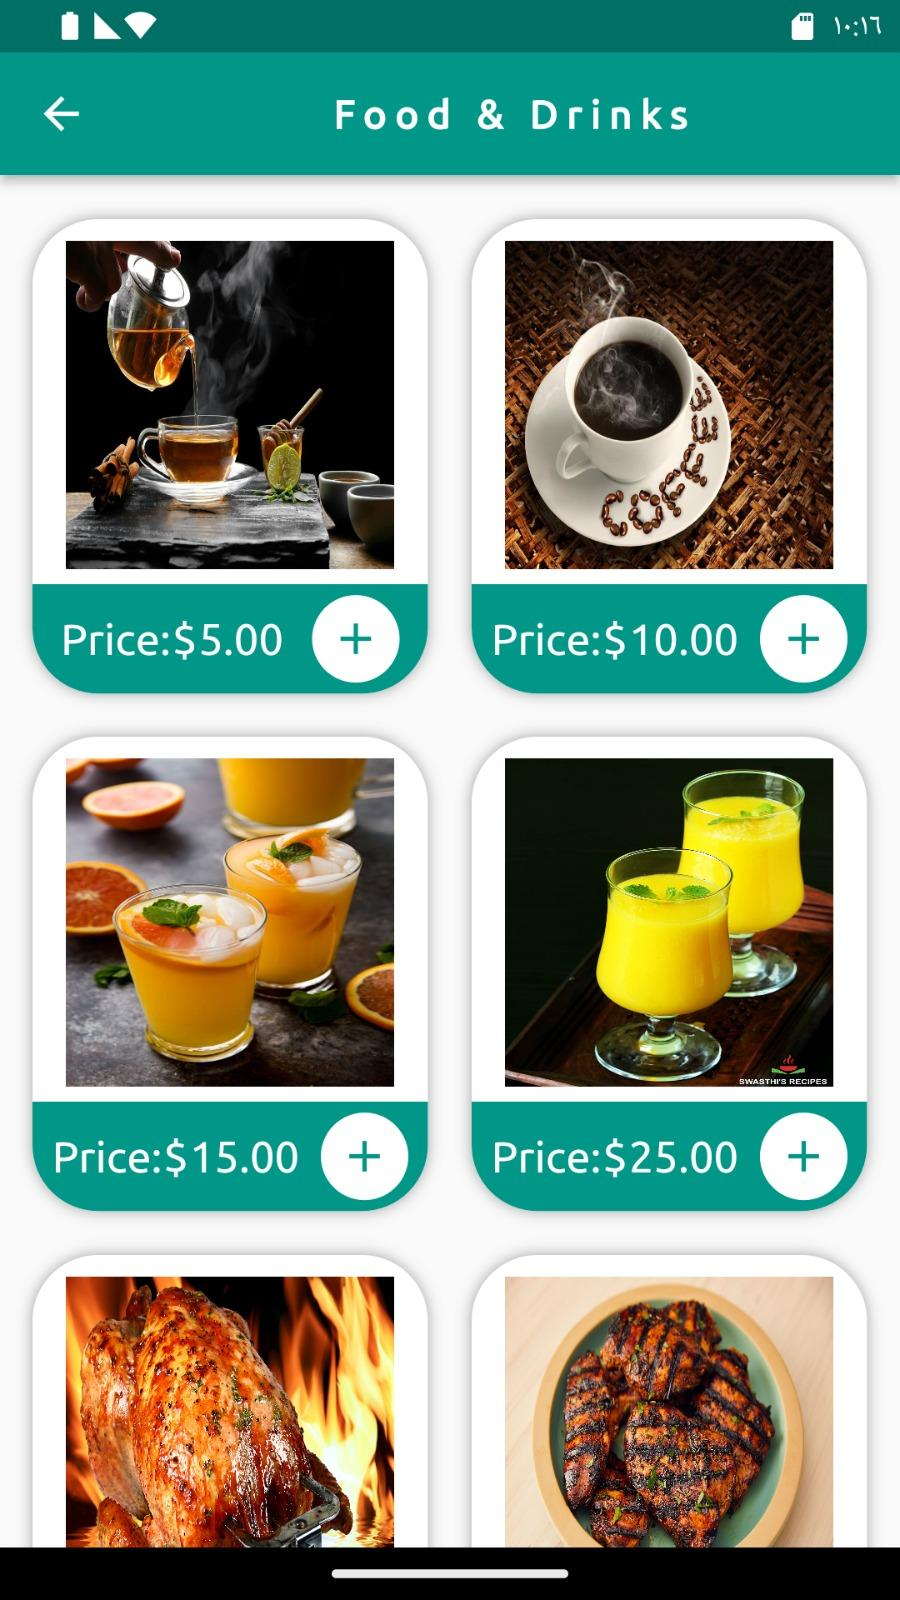 ١٠:١٦
Food & Drinks
COFFEE
Price:$5.00
Price:$10.00
SWASTHI'S RECIPES
Price:$15.00
Price:$25.00